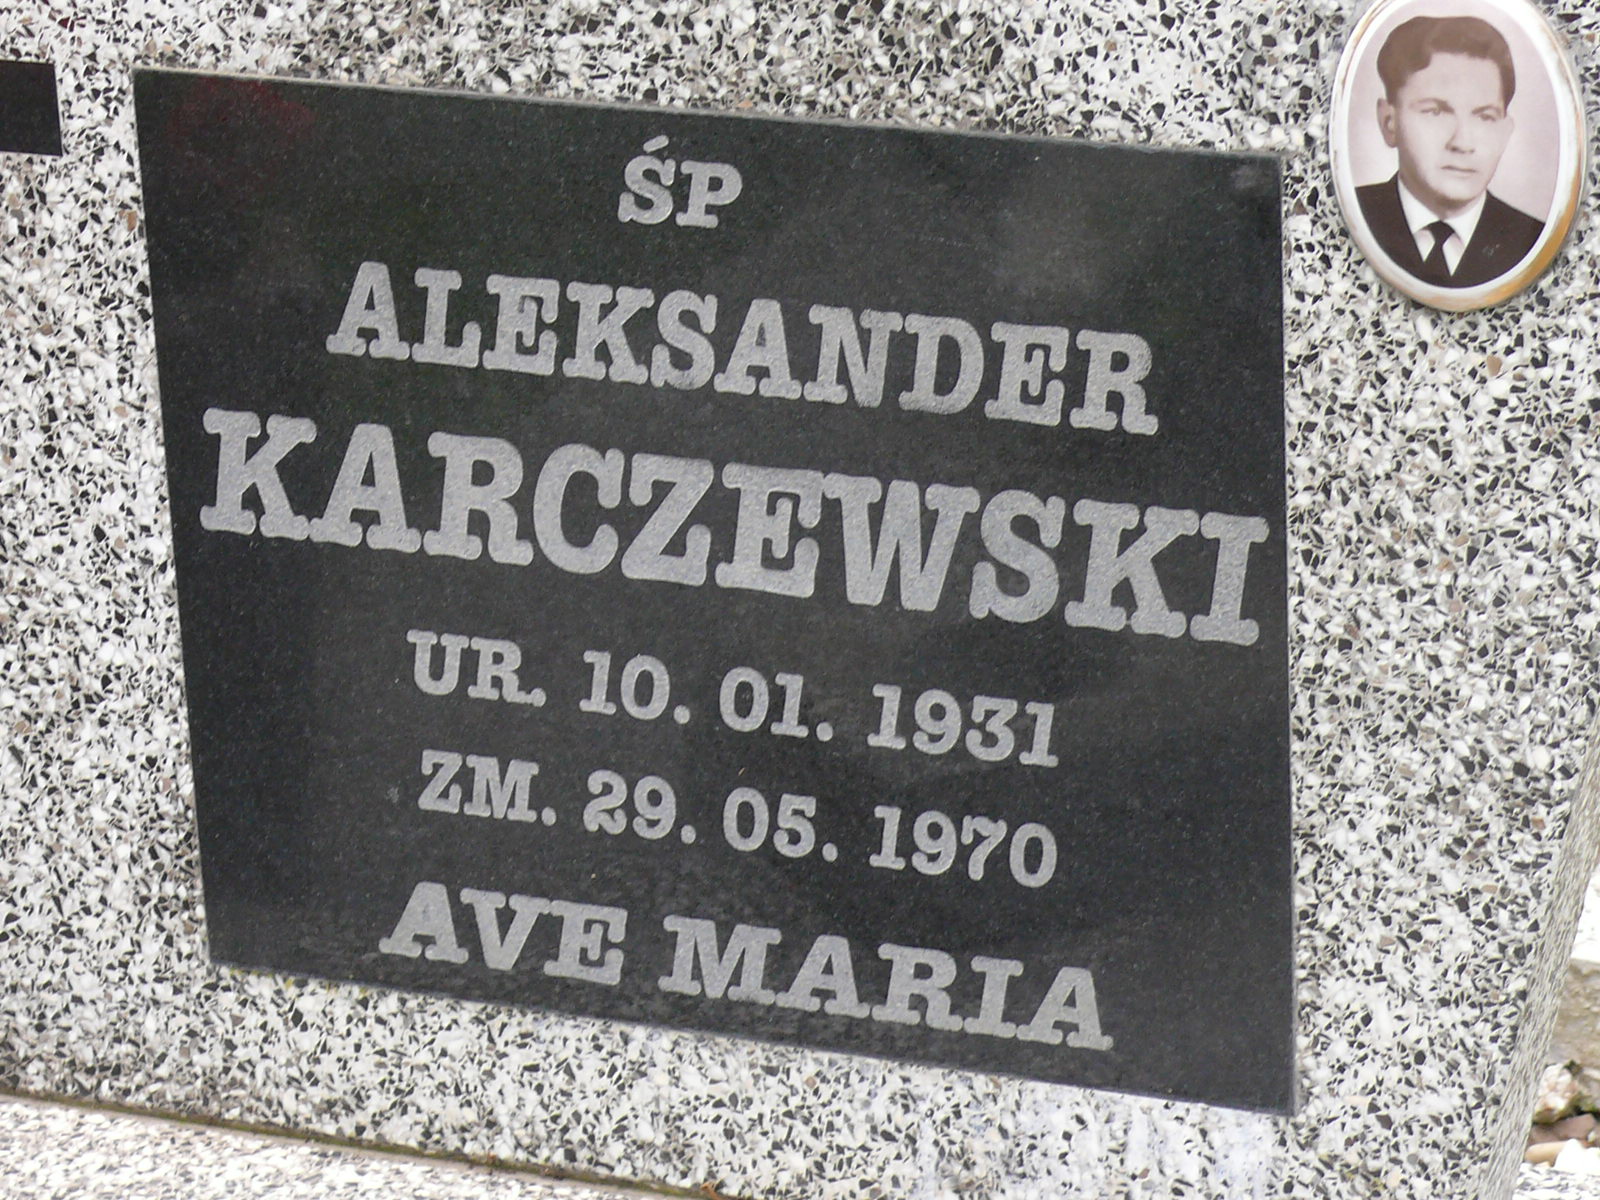 ŚP
ALEKSANDER
KARCZEWSKI
UR. 10. 01. 1931
ZM. 29. 05. 1970
AVE MARIA